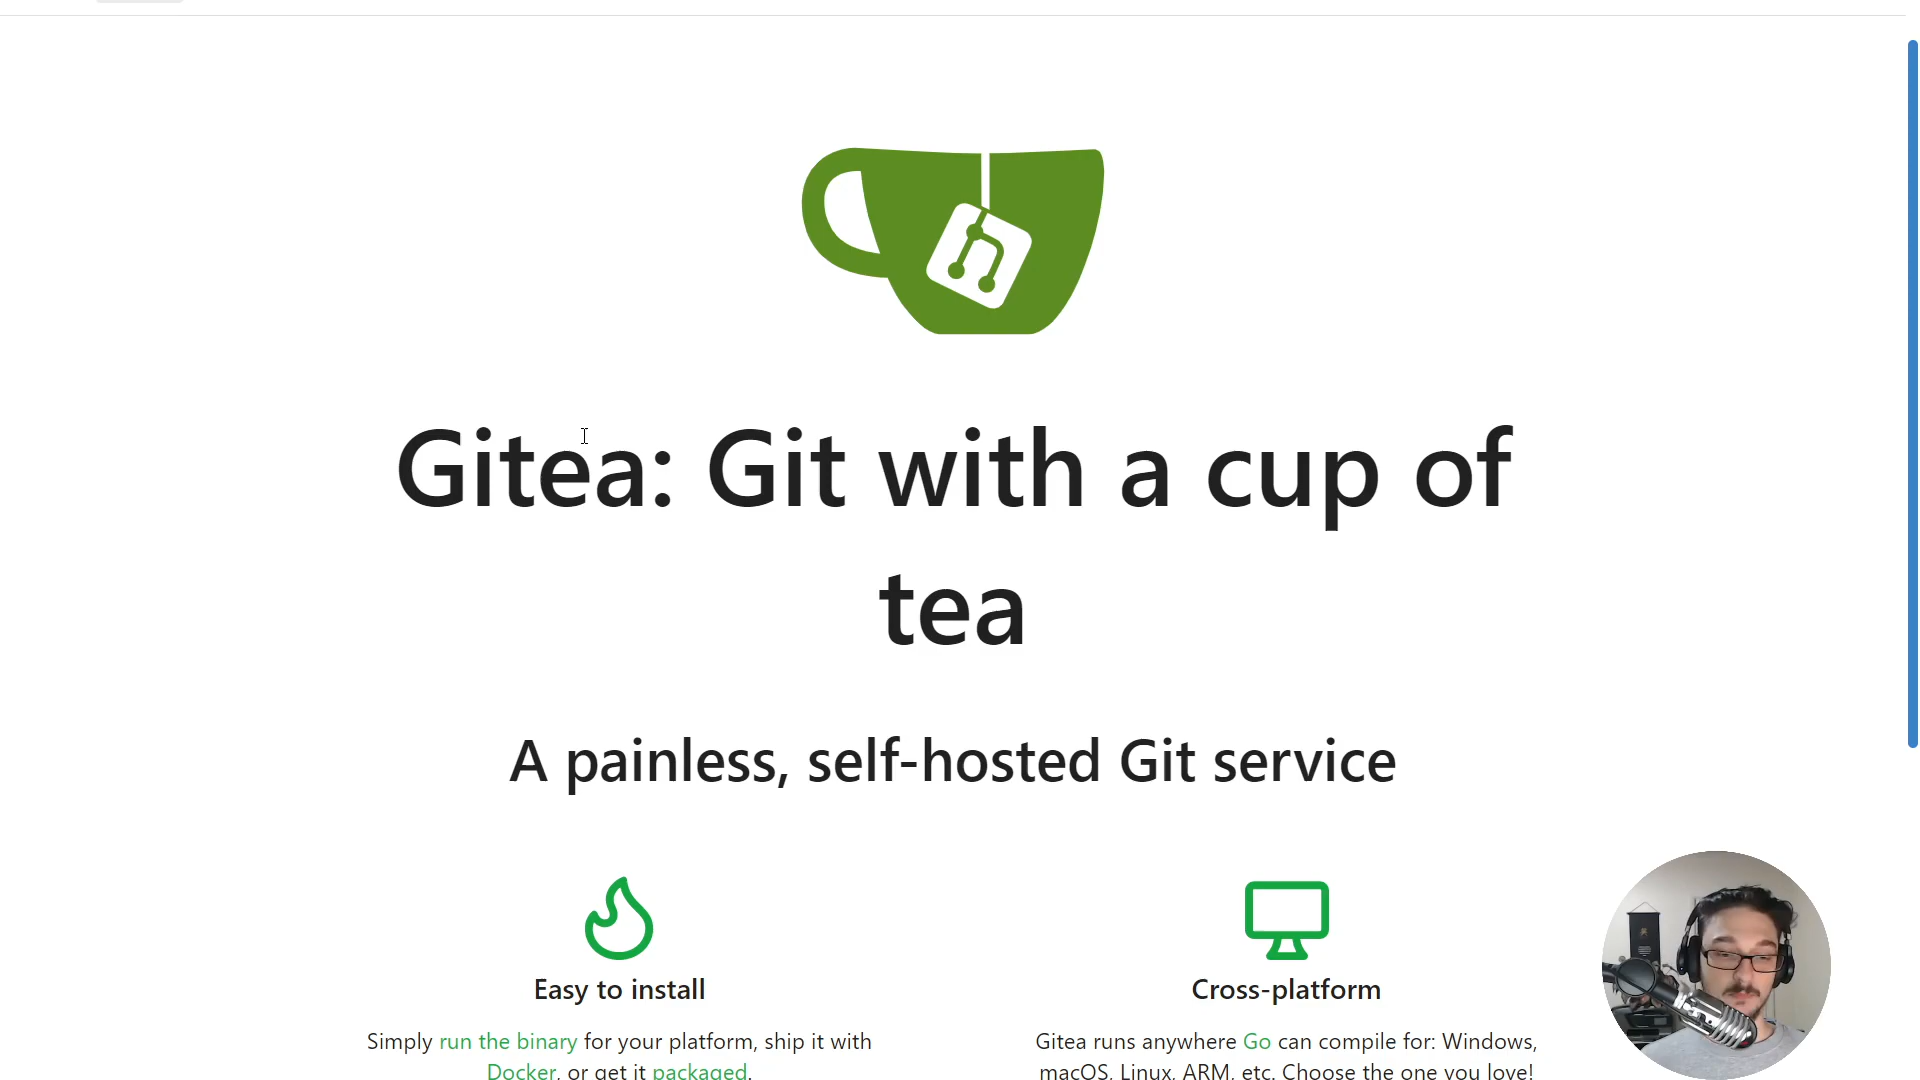 Gitea: Git with a cup of
tea
A painless, self-hosted Git service
Easy to install
Simply run the binary for your platform, ship it with
Docker, or get it packaged.
Cross-platform
Gitea runs anywhere Go can compile for: Windows,
macOS, Linux, ARM, etc. Choose the one you love!